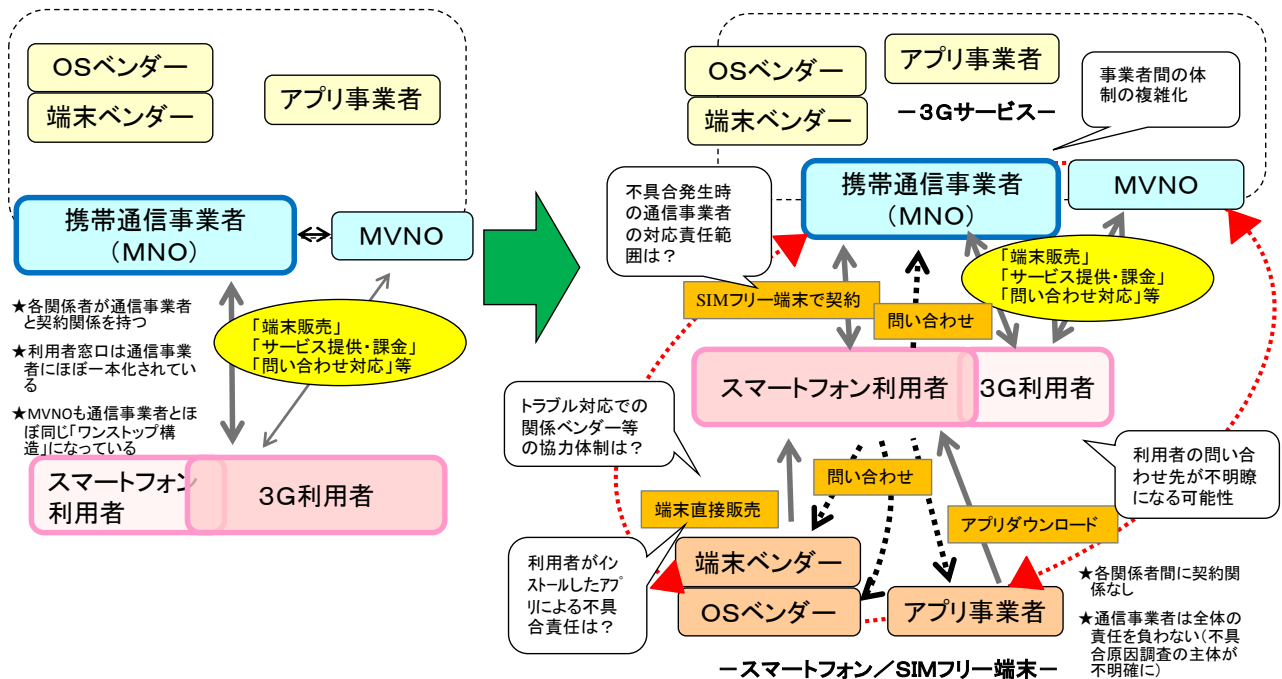 OSベンダー
端末ベンダー
アプリ事業者
携帯通信事業者
（MNO）
MVNO
★各関係者が通信事業者
と契約関係を持つ
★利用者窓口は通信事業
者にほぼ一本化されてい
る
★MVNOも通信事業者とほ
ぼ同じ「ワンストップ構
造」になっている
「端末販売」
「サービス提供・課金」
「問い合わせ対応」等
スマートフォン
利用者
3G利用者
OSベンダー
端末ベンダー
アプリ事業者
－3Gサービス－
事業者間の体
制の複雑化
携帯通信事業者
（MNO）
MVNO
不具合発生時
の通信事業者
の対応責任範
囲は？
「端末販売」
「サービス提供・課金」
「問い合わせ対応」等
SIMフリー端末で契約
問い合わせ
スマートフォン利用者
3G利用者
トラブル対応での
関係ベンダー等
の協力体制は？
利用者の問い合
わせ先が不明瞭
になる可能性
問い合わせ
端末直接販売
アプリダウンロード
利用者がイン
ストールしたアプ
リによる不具
合責任は？
端末ベンダー
OSベンダー
アプリ事業者
★各関係者間に契約関
係なし
★通信事業者は全体の
責任を負わない（不具
合原因調査の主体が
不明確に）
－スマートフォン／SIMフリー端末－